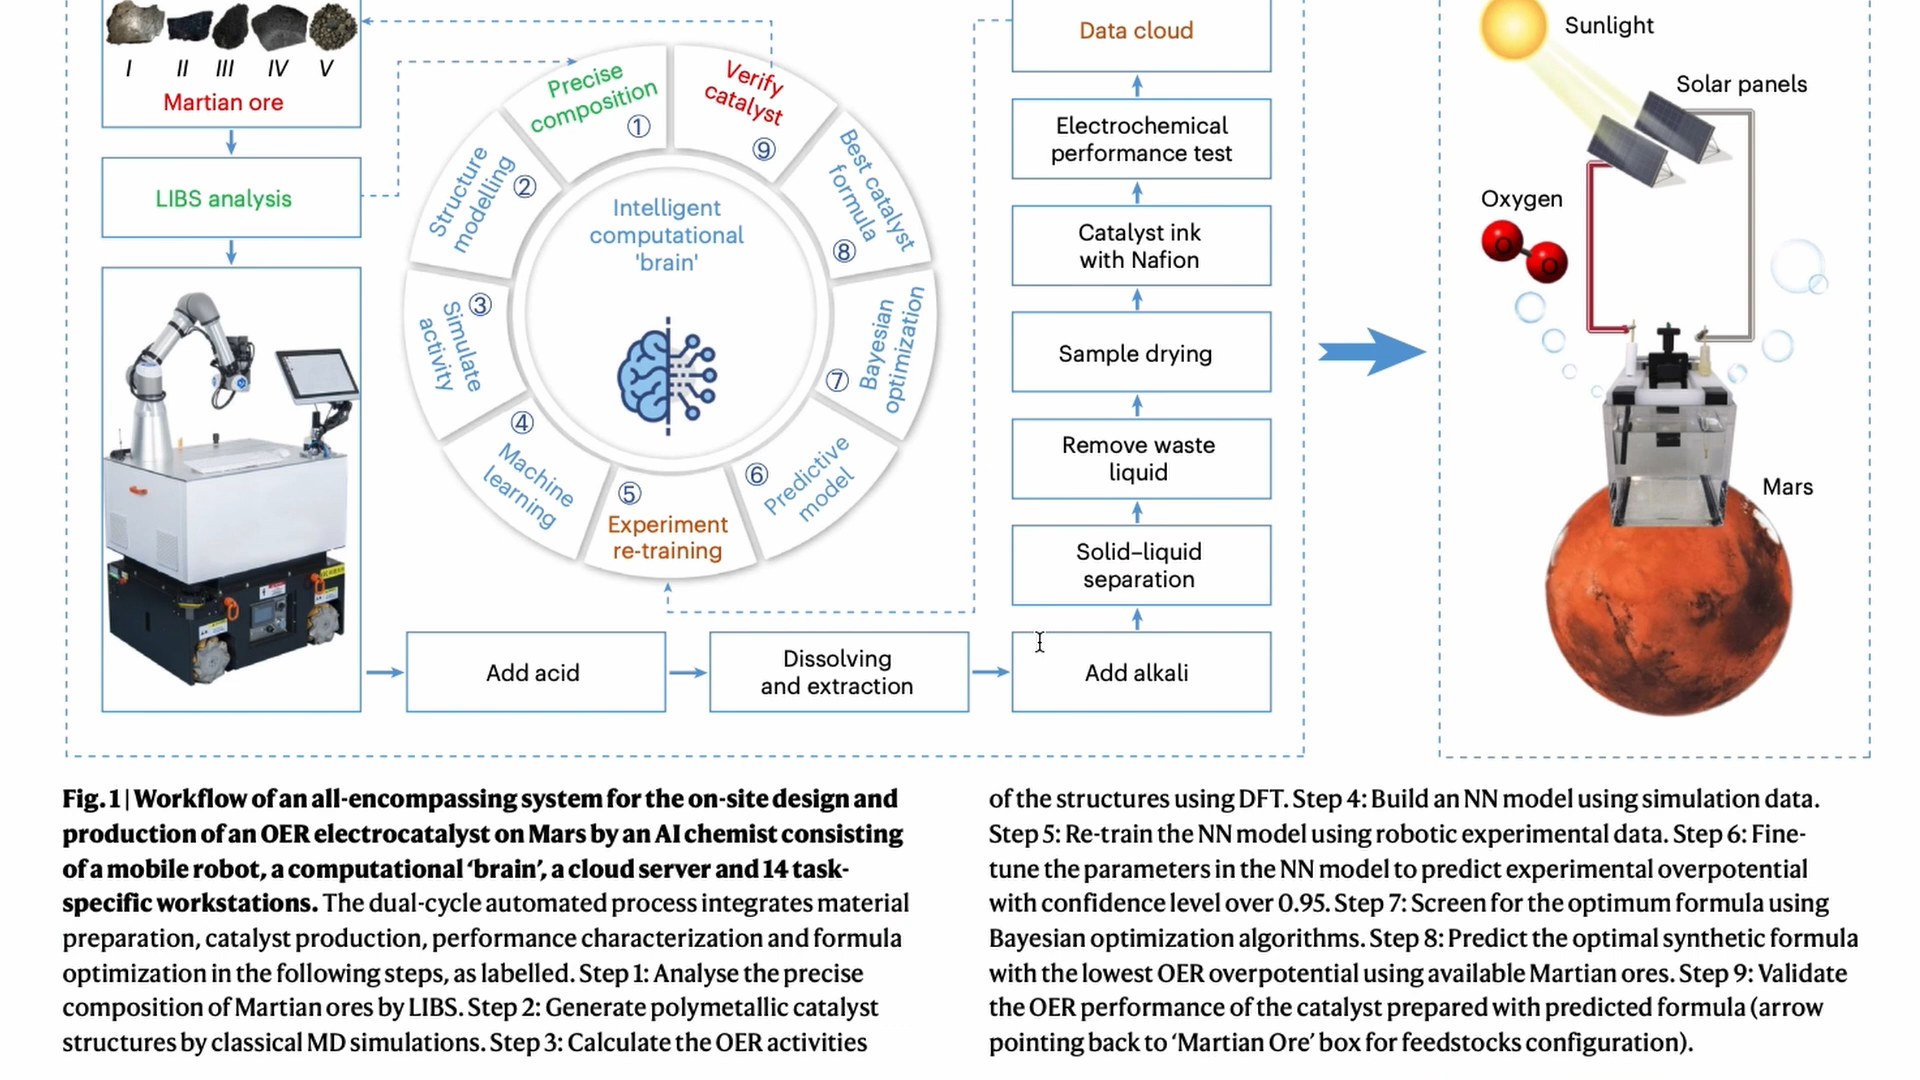 I II III IV V
Martian ore
LIBS analysis
Precise
composition
①
Structure
modelling
②
Simulate
activity
③
Machine
learning
④
Experiment
re-training
⑤
Predictive
model
⑥
Bayesian
optimization
⑦
Best catalyst
formula
⑧
Verify
catalyst
⑨
Intelligent
computational
'brain'
Add acid
Dissolving
and extraction
Add alkali
Solid–liquid
separation
Remove waste
liquid
Sample drying
Catalyst ink
with Nafion
Electrochemical
performance test
Data cloud
Sunlight
Solar panels
Oxygen
O O
Mars
Fig. 1 | Workflow of an all-encompassing system for the on-site design and
production of an OER electrocatalyst on Mars by an AI chemist consisting
of a mobile robot, a computational ‘brain’, a cloud server and 14 task-
specific workstations. The dual-cycle automated process integrates material
preparation, catalyst production, performance characterization and formula
optimization in the following steps, as labelled. Step 1: Analyse the precise
composition of Martian ores by LIBS. Step 2: Generate polymetallic catalyst
structures by classical MD simulations. Step 3: Calculate the OER activities
of the structures using DFT. Step 4: Build an NN model using simulation data.
Step 5: Re-train the NN model using robotic experimental data. Step 6: Fine-
tune the parameters in the NN model to predict experimental overpotential
with confidence level over 0.95. Step 7: Screen for the optimum formula using
Bayesian optimization algorithms. Step 8: Predict the optimal synthetic formula
with the lowest OER overpotential using available Martian ores. Step 9: Validate
the OER performance of the catalyst prepared with predicted formula (arrow
pointing back to ‘Martian Ore’ box for feedstocks configuration).